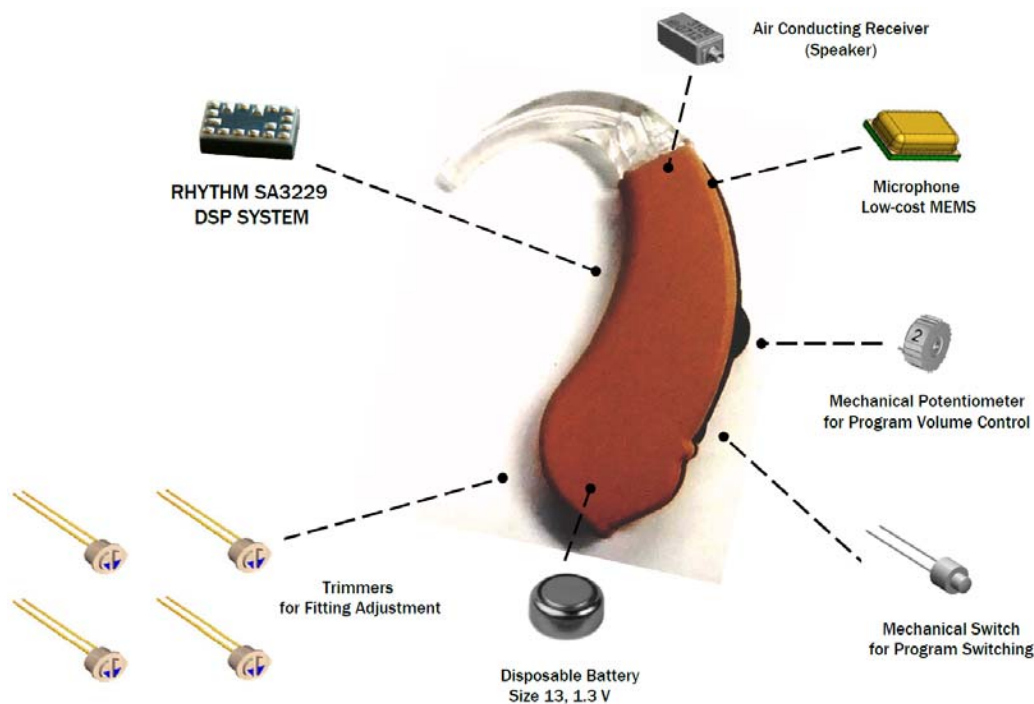 Air Conducting Receiver
(Speaker)
RHYTHM SA3229
DSP SYSTEM
Microphone
Low-cost MEMS
2
Mechanical Potentiometer
for Program Volume Control
Trimmers
for Fitting Adjustment
Mechanical Switch
for Program Switching
Disposable Battery
Size 13, 1.3 V